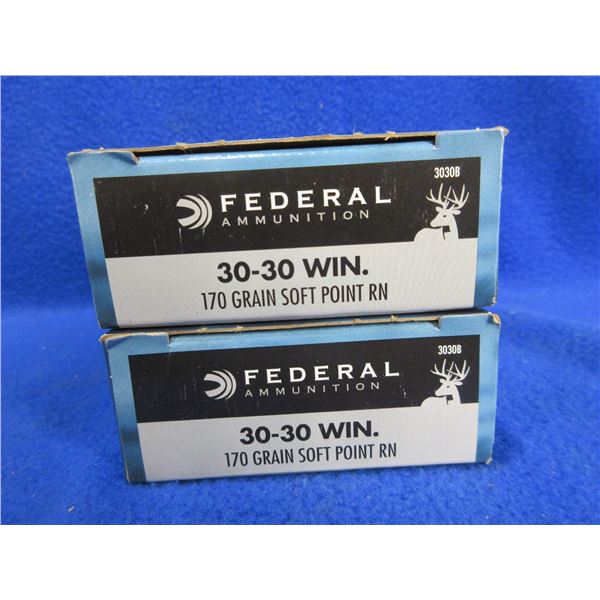 3030B
FEDERAL
AMMUNITION
30-30 WIN.
170 GRAIN SOFT POINT RN
3030B
FEDERAL
AMMUNITION
30-30 WIN.
170 GRAIN SOFT POINT RN